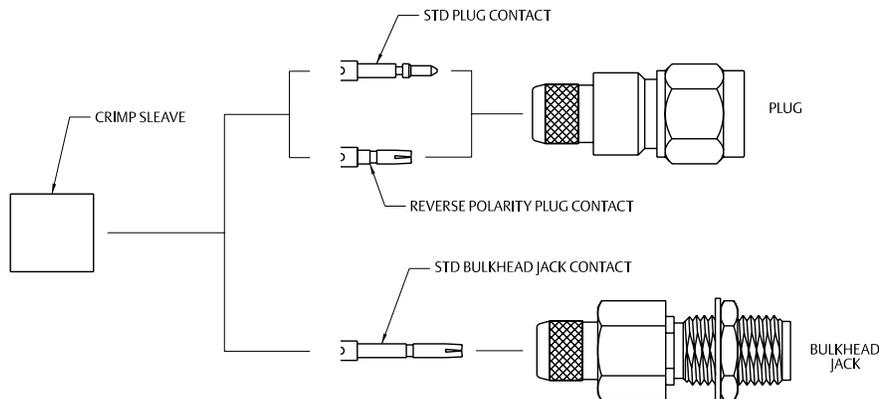 STD PLUG CONTACT
CRIMP SLEAVE
PLUG
REVERSE POLARITY PLUG CONTACT
STD BULKHEAD JACK CONTACT
BULKHEAD
JACK